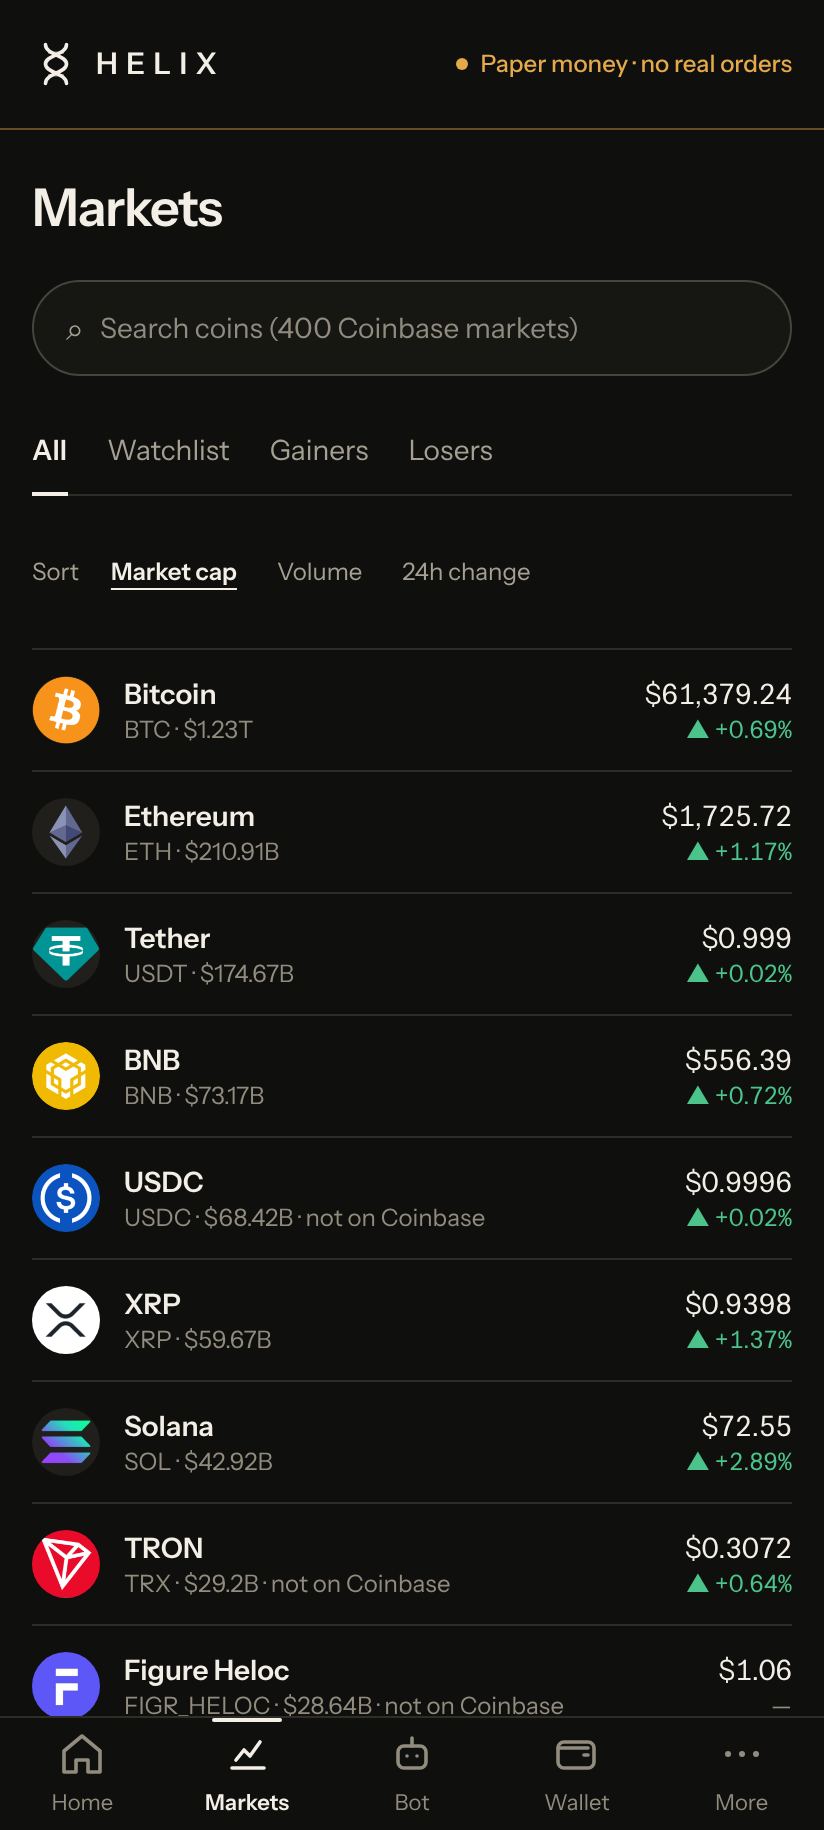 HELIX
Paper money · no real orders
Markets
Search coins (400 Coinbase markets)
All Watchlist Gainers Losers
Sort Market cap Volume 24h change
Bitcoin $61,379.24
BTC · $1.23T ▲ +0.69%
Ethereum $1,725.72
ETH · $210.91B ▲ +1.17%
Tether $0.999
USDT · $174.67B ▲ +0.02%
BNB $556.39
BNB · $73.17B ▲ +0.72%
USDC $0.9996
USDC · $68.42B · not on Coinbase ▲ +0.02%
XRP $0.9398
XRP · $59.67B ▲ +1.37%
Solana $72.55
SOL · $42.92B ▲ +2.89%
TRON $0.3072
TRX · $29.2B · not on Coinbase ▲ +0.64%
Figure Heloc $1.06
FIGR_HELOC · $28.64B · not on Coinbase —
Home Markets Bot Wallet More